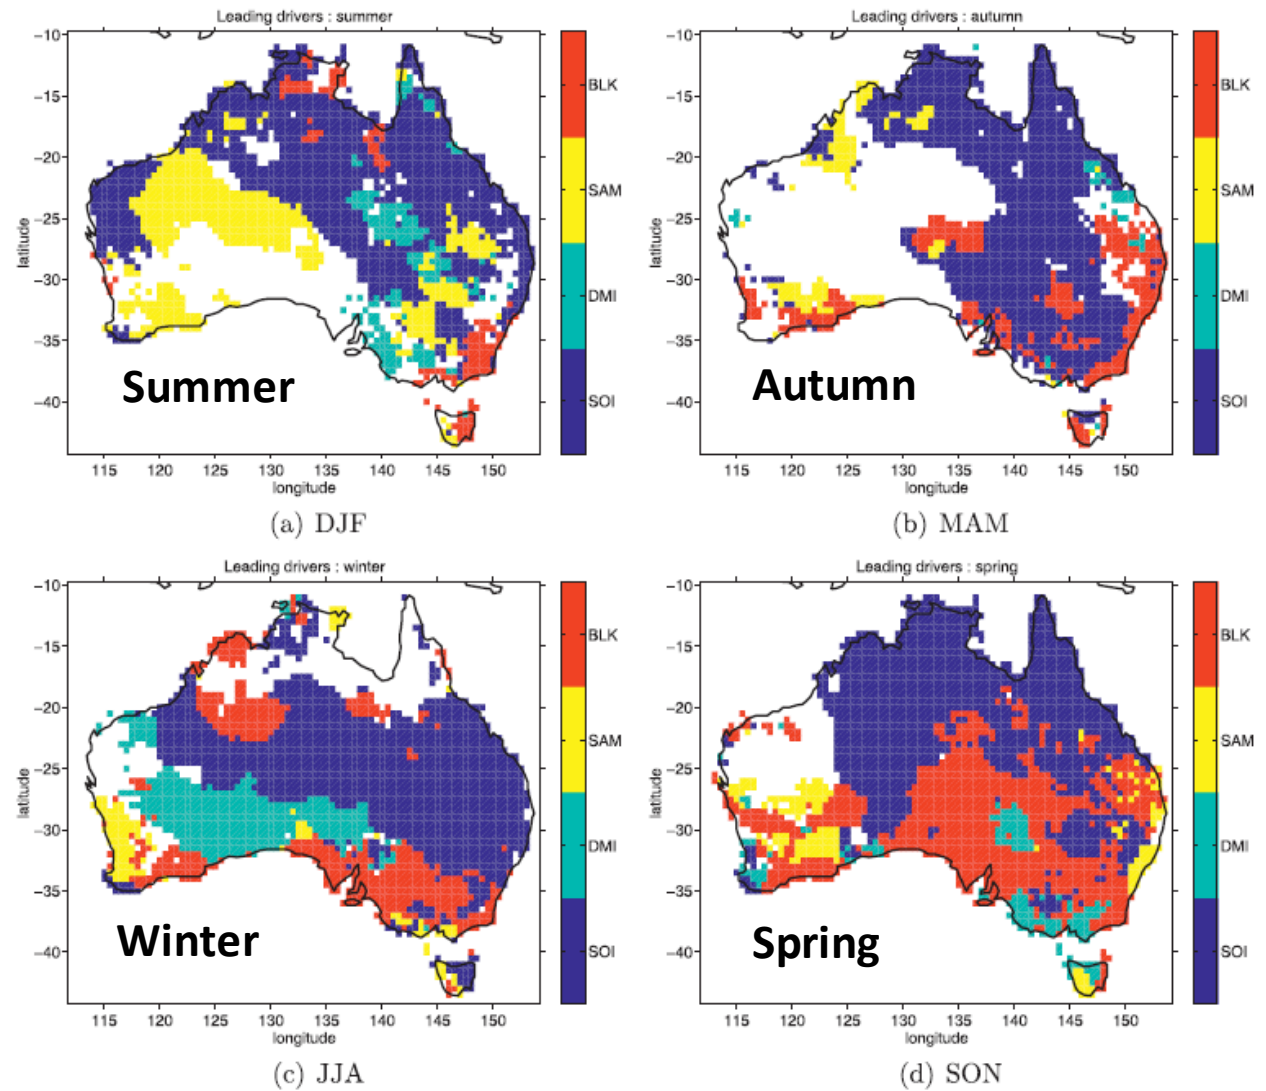 Leading drivers : summer
−10
−15
−20
−25
−30
−35
−40
latitude
115 120 125 130 135 140 145 150
longitude
BLK
SAM
DMI
SOI
Summer
(a) DJF
Leading drivers : autumn
−10
−15
−20
−25
−30
−35
−40
latitude
115 120 125 130 135 140 145 150
longitude
BLK
SAM
DMI
SOI
Autumn
(b) MAM
Leading drivers : winter
−10
−15
−20
−25
−30
−35
−40
latitude
115 120 125 130 135 140 145 150
longitude
BLK
SAM
DMI
SOI
Winter
(c) JJA
Leading drivers : spring
−10
−15
−20
−25
−30
−35
−40
latitude
115 120 125 130 135 140 145 150
longitude
BLK
SAM
DMI
SOI
Spring
(d) SON